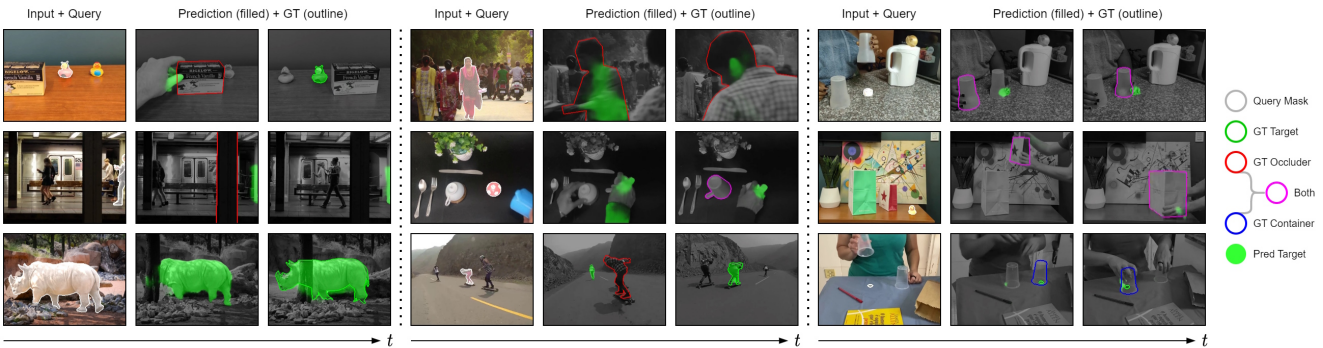 Input + Query
Prediction (filled) + GT (outline)
Input + Query
Prediction (filled) + GT (outline)
Input + Query
Prediction (filled) + GT (outline)
Query Mask
GT Target
GT Occluder
Both
GT Container
Pred Target
t
t
t